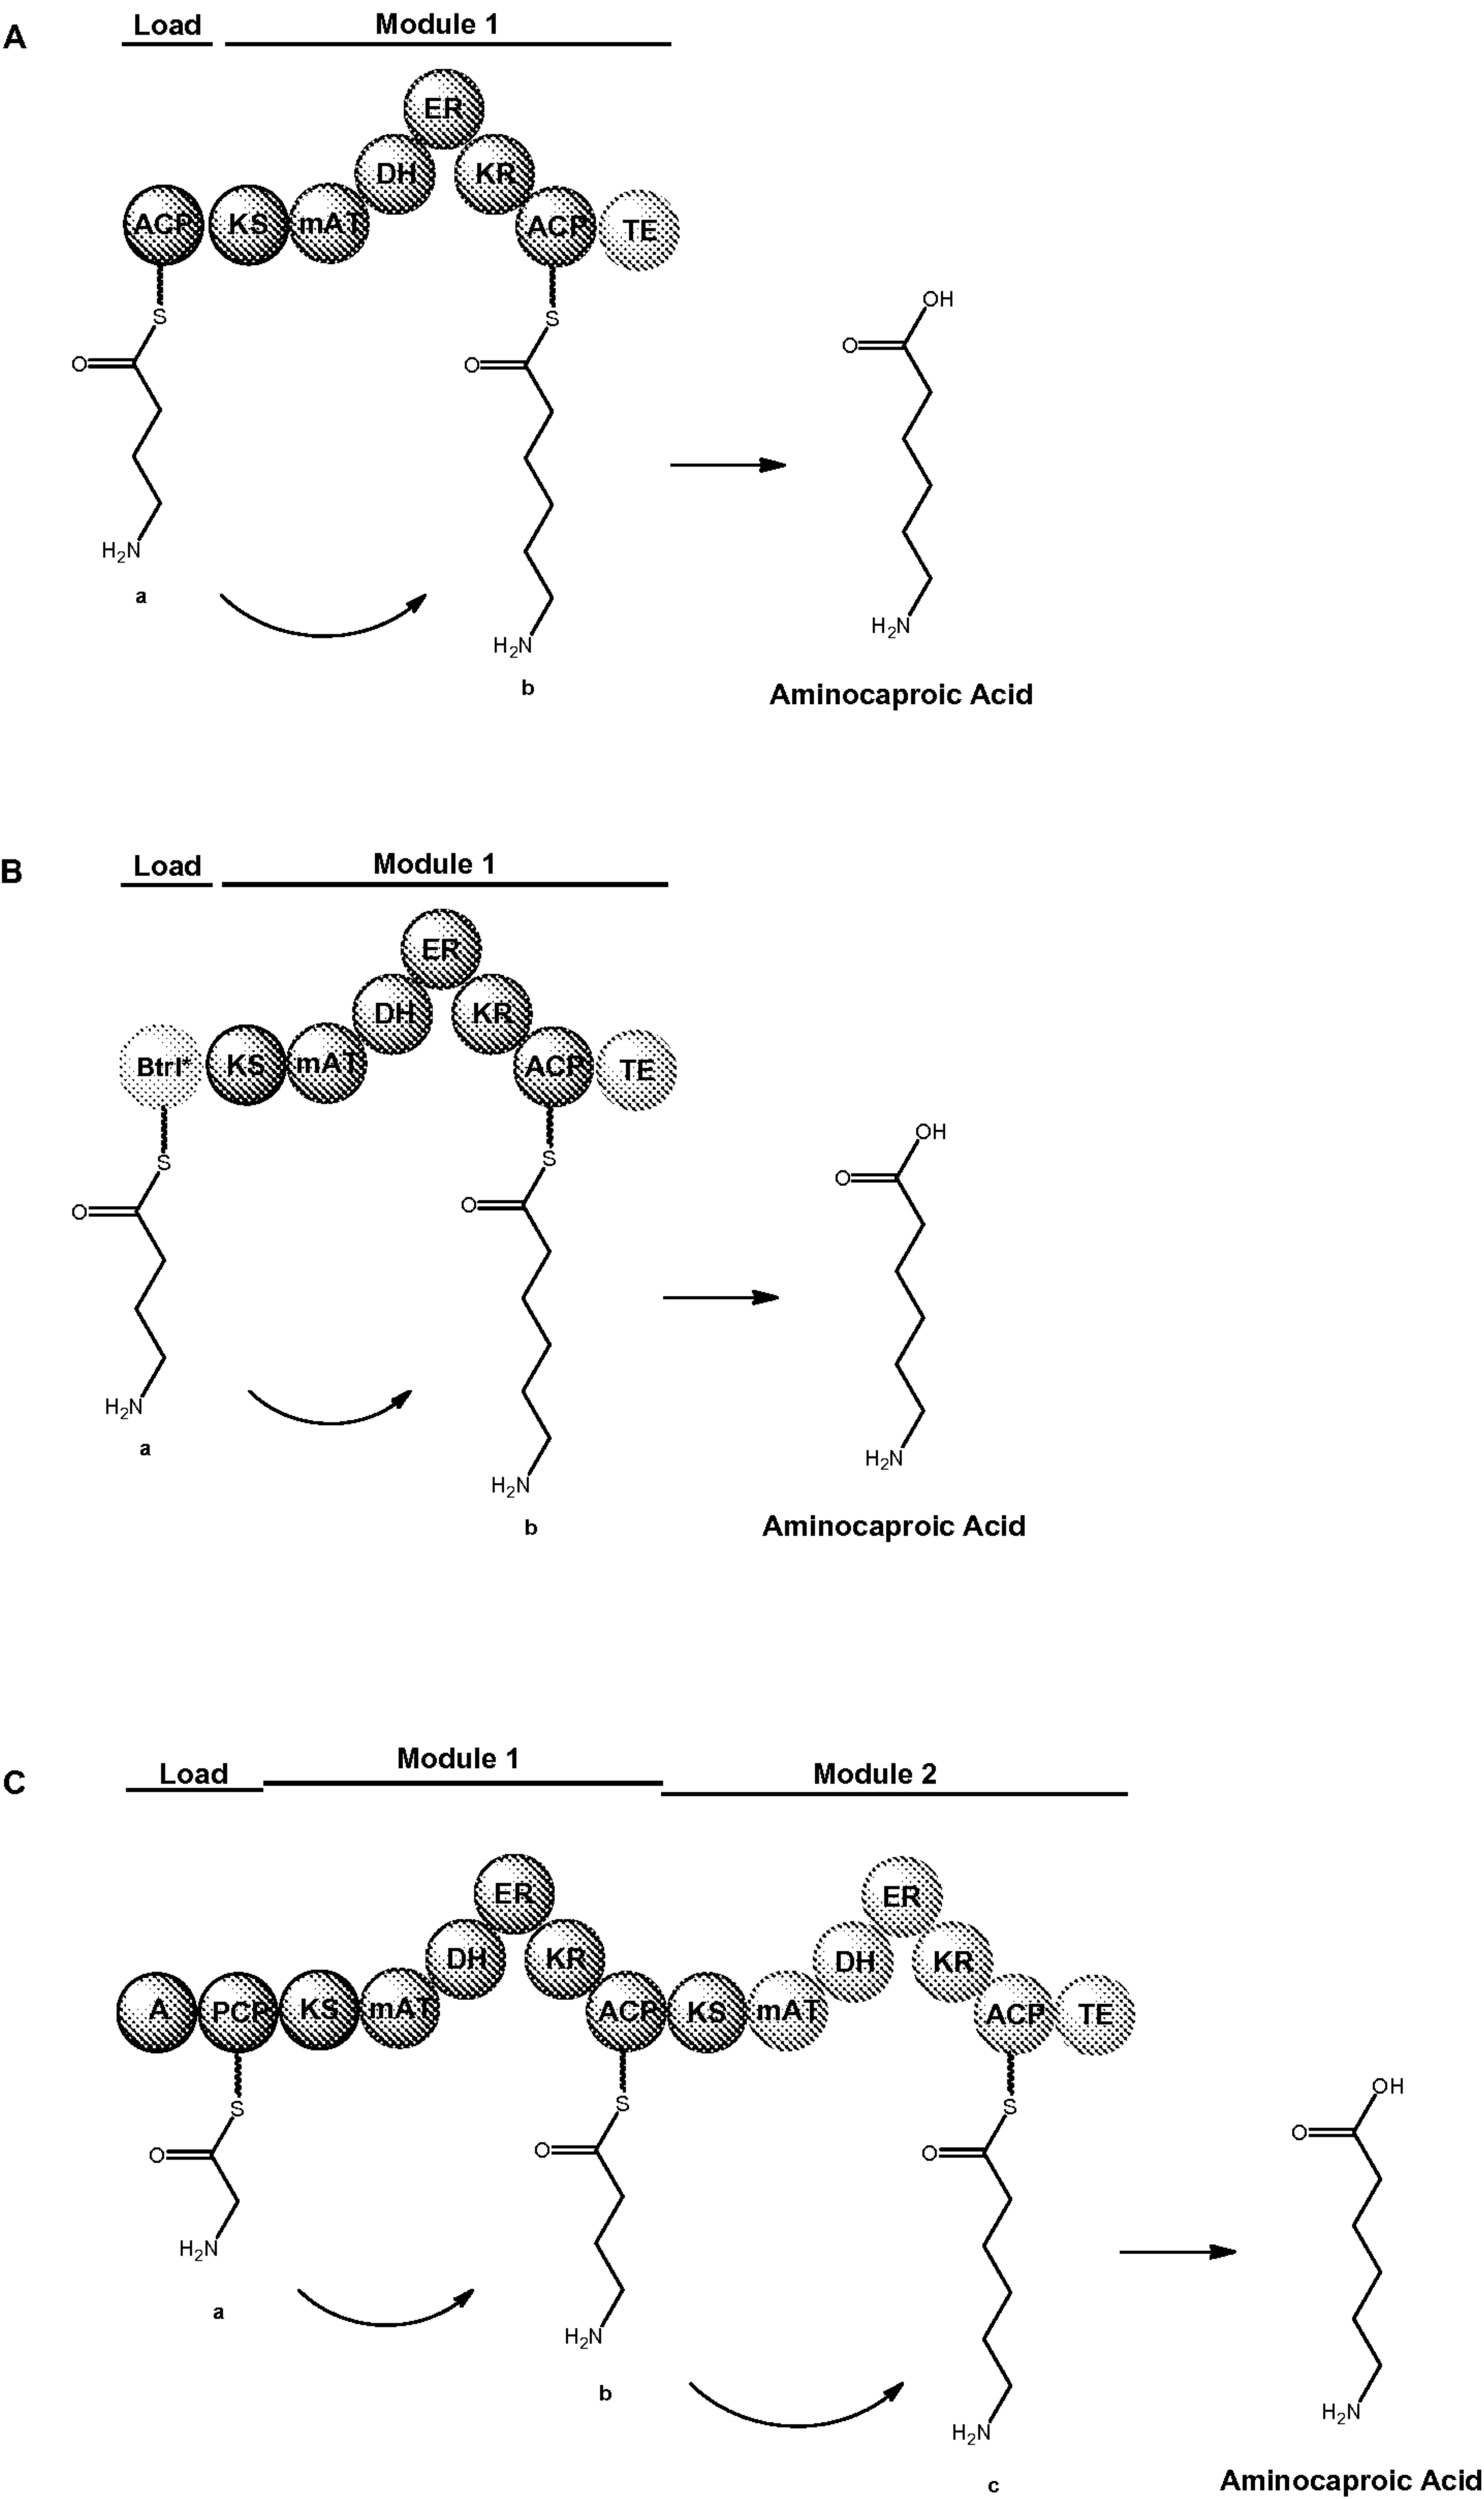 A
Load Module 1
ER
DH KR
ACP KS mAT ACP TE
S S
O O
OH
O
H₂N
a
H₂N
b
H₂N
Aminocaproic Acid
B
Load Module 1
ER
DH KR
BtrI* KS mAT ACP TE
S S
O O
OH
O
H₂N
a
H₂N
b
H₂N
Aminocaproic Acid
C
Load Module 1 Module 2
ER ER
DH KR DH KR
A PCP KS mAT ACP KS mAT ACP TE
S S S
O O O
OH
O
H₂N
a
H₂N
b
H₂N
c
H₂N
Aminocaproic Acid